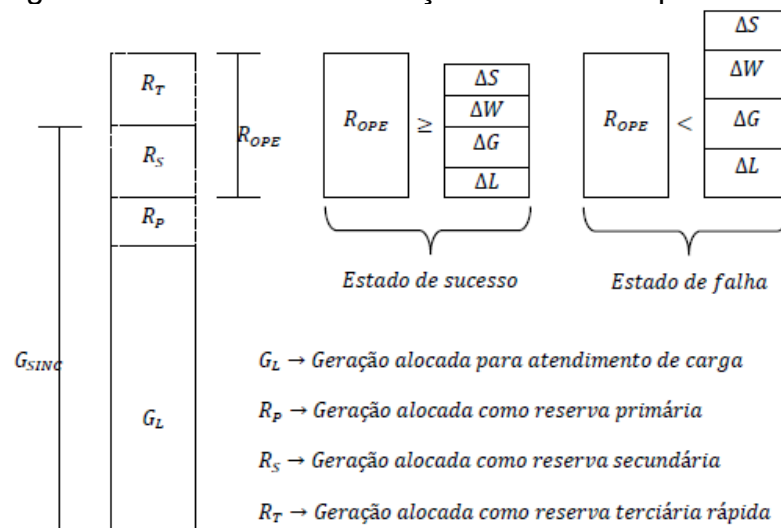 R_T
R_S
R_P
G_L
G_SINC
R_OPE
R_OPE ≥
ΔS
ΔW
ΔG
ΔL
Estado de sucesso
R_OPE <
ΔS
ΔW
ΔG
ΔL
Estado de falha
G_L → Geração alocada para atendimento de carga
R_P → Geração alocada como reserva primária
R_S → Geração alocada como reserva secundária
R_T → Geração alocada como reserva terciária rápida